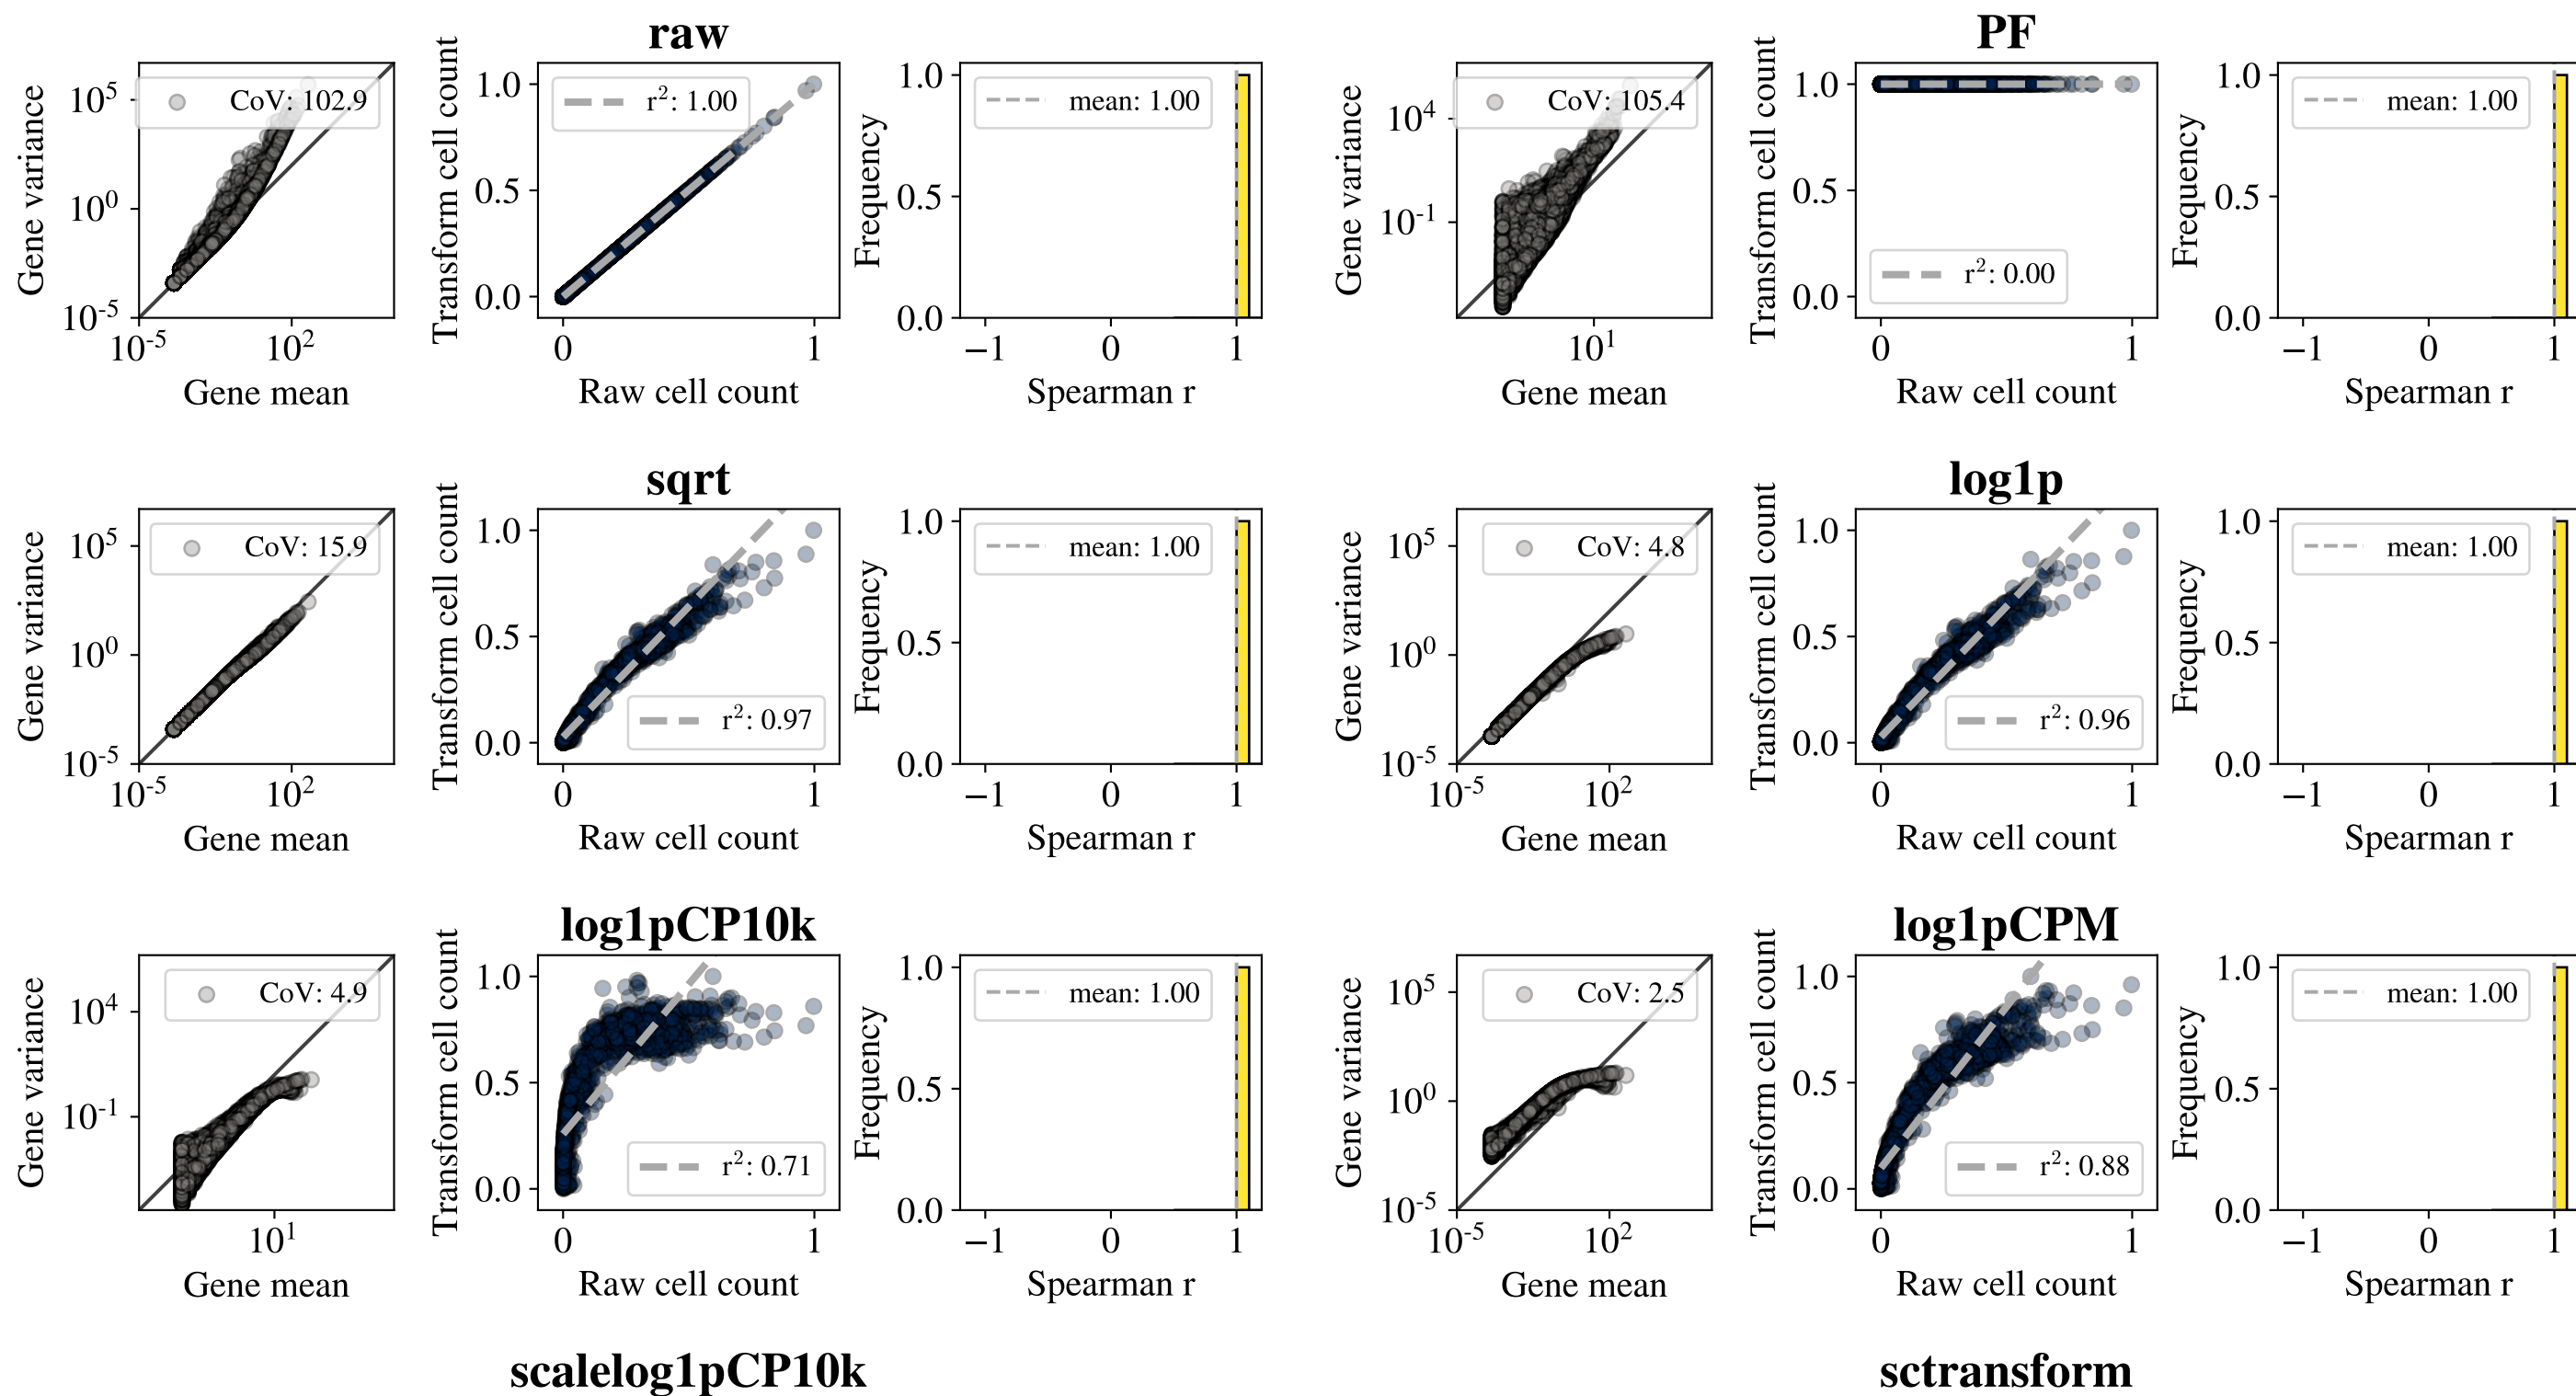 raw
Gene variance
10^5
10^0
10^-5
CoV: 102.9
10^-5 10^2
Gene mean
Transform cell count
1.0
0.5
0.0
r^2: 1.00
0 1
Raw cell count
Frequency
1.0
0.5
0.0
mean: 1.00
−1 0 1
Spearman r
PF
Gene variance
10^4
10^-1
CoV: 105.4
10^1
Gene mean
Transform cell count
1.0
0.5
0.0
r^2: 0.00
0 1
Raw cell count
Frequency
1.0
0.5
0.0
mean: 1.00
−1 0 1
Spearman r
sqrt
Gene variance
10^5
10^0
10^-5
CoV: 15.9
10^-5 10^2
Gene mean
Transform cell count
1.0
0.5
0.0
r^2: 0.97
0 1
Raw cell count
Frequency
1.0
0.5
0.0
mean: 1.00
−1 0 1
Spearman r
log1p
Gene variance
10^5
10^0
10^-5
CoV: 4.8
10^-5 10^2
Gene mean
Transform cell count
1.0
0.5
0.0
r^2: 0.96
0 1
Raw cell count
Frequency
1.0
0.5
0.0
mean: 1.00
−1 0 1
Spearman r
log1pCP10k
Gene variance
10^4
10^-1
CoV: 4.9
10^1
Gene mean
Transform cell count
1.0
0.5
0.0
r^2: 0.71
0 1
Raw cell count
Frequency
1.0
0.5
0.0
mean: 1.00
−1 0 1
Spearman r
log1pCPM
Gene variance
10^5
10^0
10^-5
CoV: 2.5
10^-5 10^2
Gene mean
Transform cell count
1.0
0.5
0.0
r^2: 0.88
0 1
Raw cell count
Frequency
1.0
0.5
0.0
mean: 1.00
−1 0 1
Spearman r
scalelog1pCP10k
sctransform